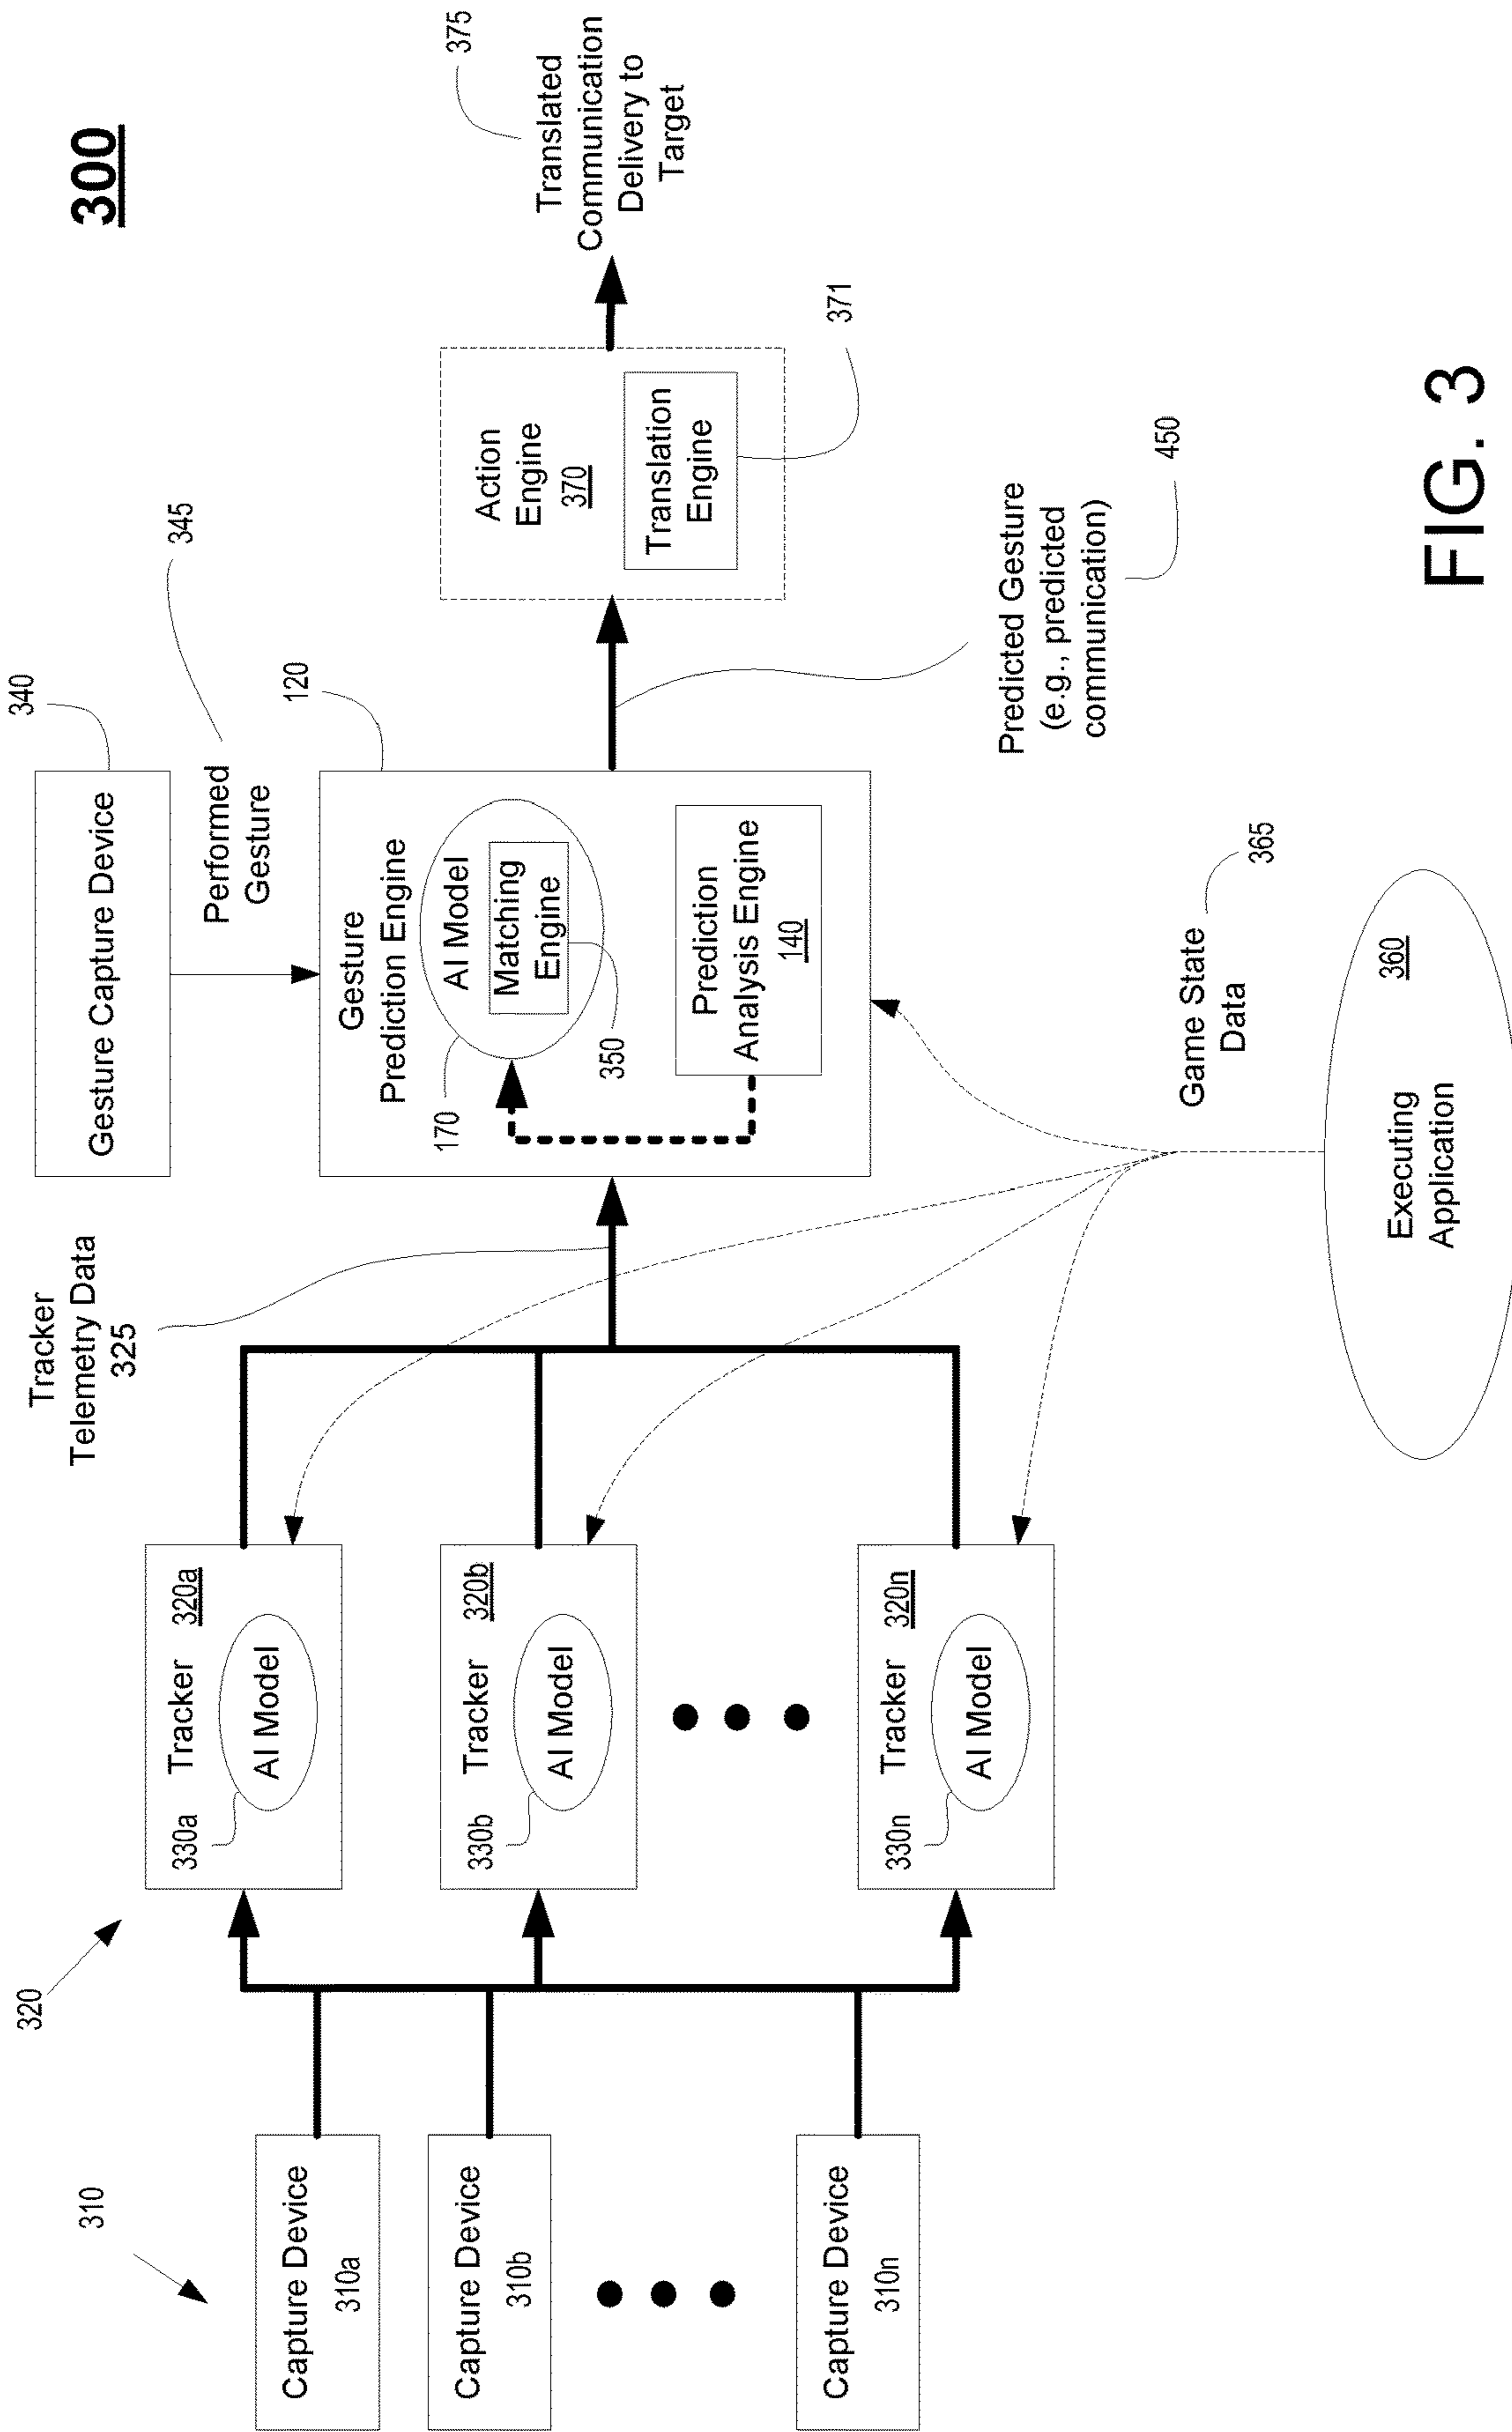 300
310
Capture Device
310a
Capture Device
310b
Capture Device
310n
320
Tracker
320a
330a
AI Model
Tracker
320b
330b
AI Model
Tracker
320n
330n
AI Model
Tracker
Telemetry Data
325
Gesture Capture Device
340
Performed
Gesture
345
120
Gesture
Prediction Engine
170
AI Model
Matching
Engine
350
Prediction
Analysis Engine
140
Action
Engine
370
Translation
Engine
371
Translated
Communication
Delivery to
Target
375
Predicted Gesture
(e.g., predicted
communication)
450
Game State
Data
365
360
Executing
Application
FIG. 3